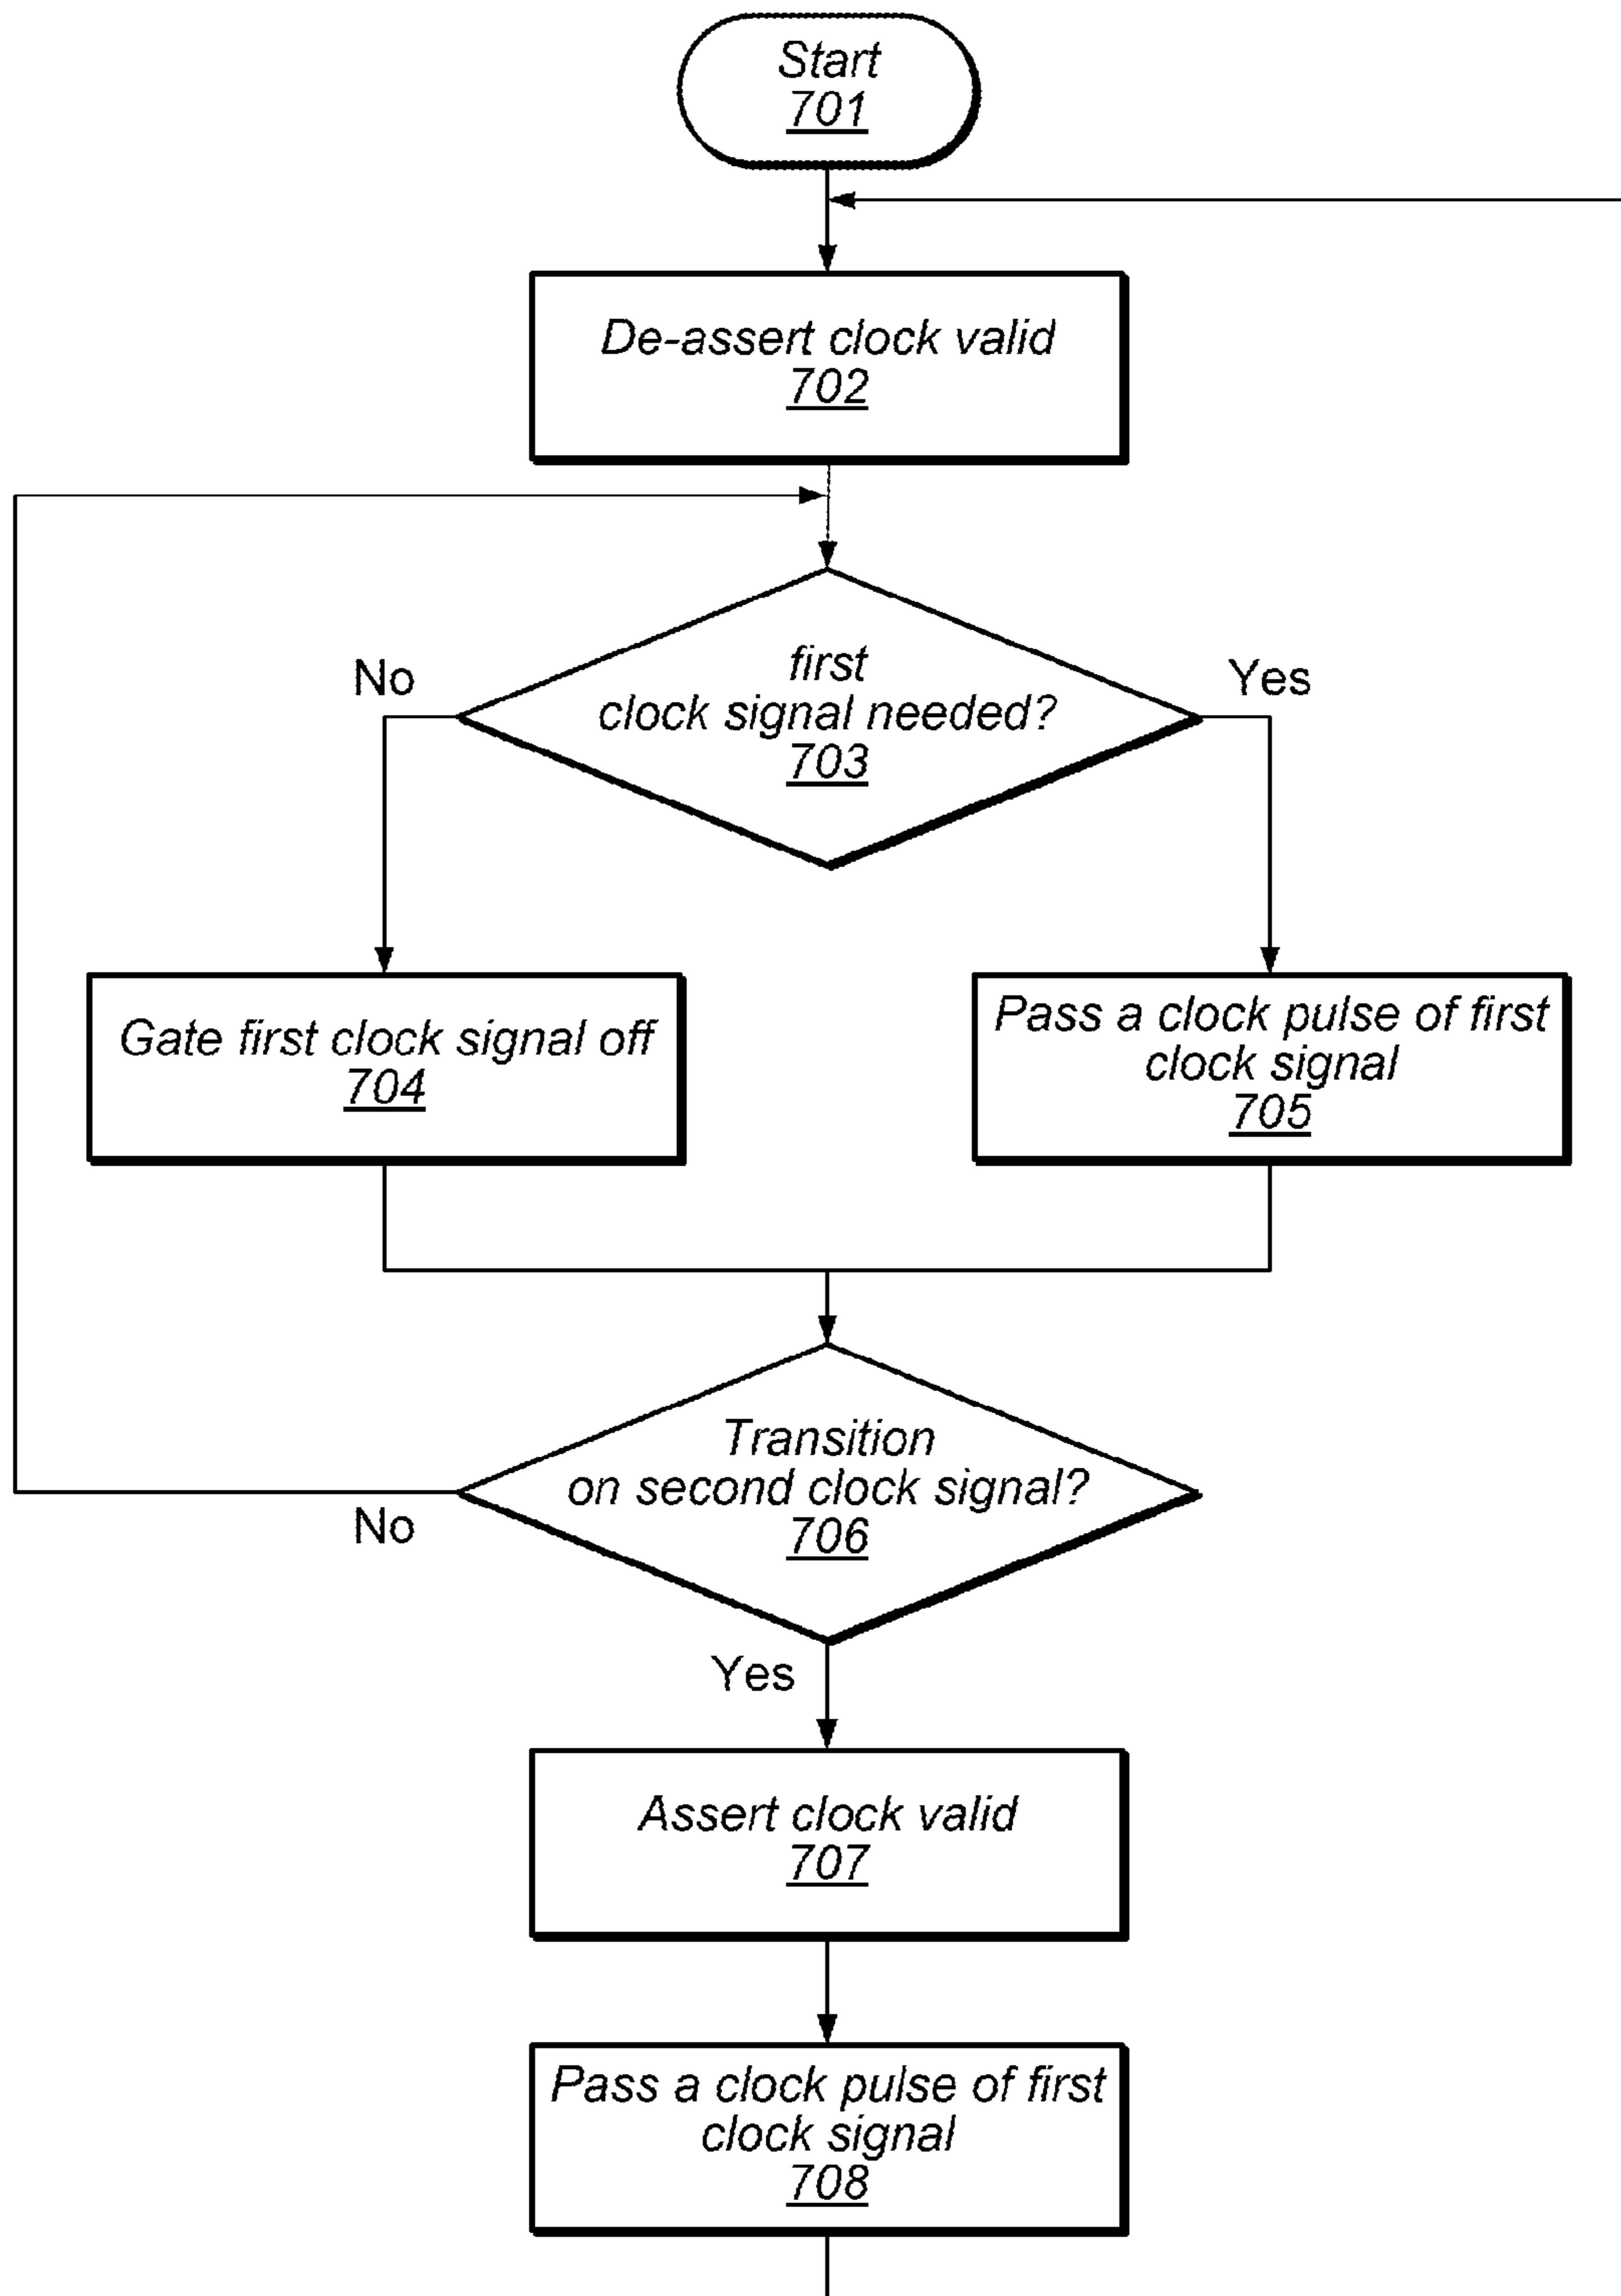 Start
701
De-assert clock valid
702
No
first
Yes
clock signal needed?
703
Gate first clock signal off
704
Pass a clock pulse of first
clock signal
705
Transition
on second clock signal?
706
No
Yes
Assert clock valid
707
Pass a clock pulse of first
clock signal
708